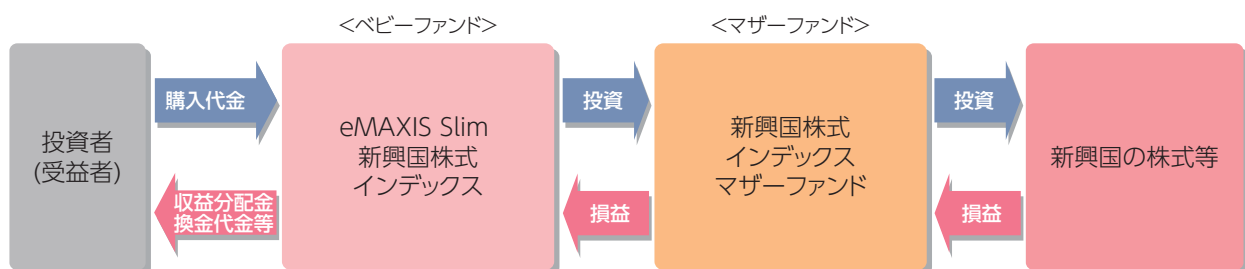 <ベビーファンド>
<マザーファンド>
投資者
(受益者)
購入代金
収益分配金
換金代金等
eMAXIS Slim
新興国株式
インデックス
投資
損益
新興国株式
インデックス
マザーファンド
投資
損益
新興国の株式等